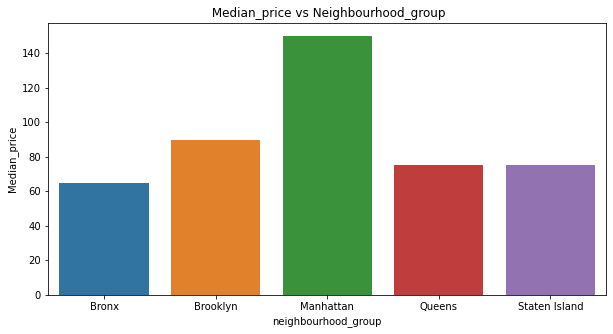 Median_price vs Neighbourhood_group
Median_price
140
120
100
80
60
40
20
0
Bronx Brooklyn Manhattan Queens Staten Island
neighbourhood_group